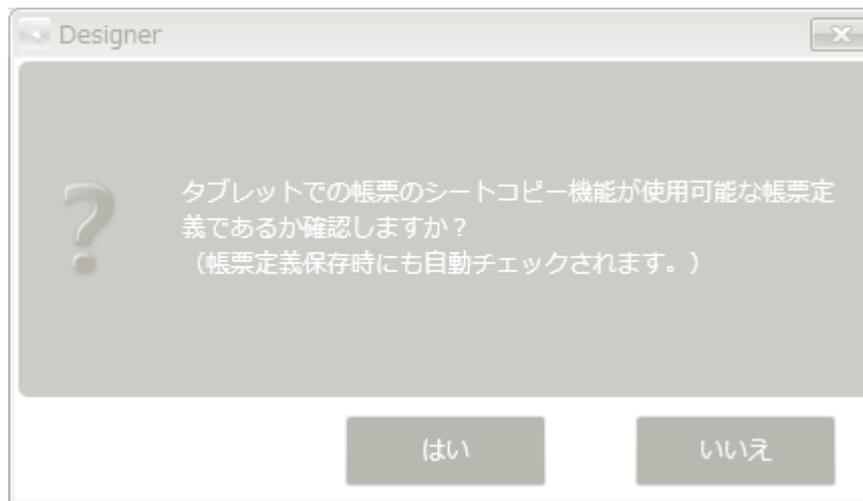 Designer
タブレットでの帳票のシートコピー機能が使用可能な帳票定
義であるか確認しますか？
（帳票定義保存時にも自動チェックされます。）
はい
いいえ